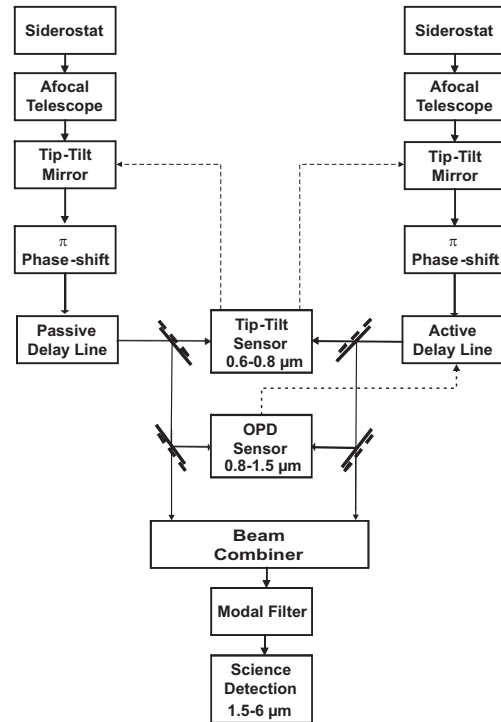 Siderostat
Siderostat
Afocal
Telescope
Afocal
Telescope
Tip-Tilt
Mirror
Tip-Tilt
Mirror
π
Phase-shift
π
Phase-shift
Passive
Delay Line
Tip-Tilt
Sensor
0.6-0.8 µm
Active
Delay Line
OPD
Sensor
0.8-1.5 µm
Beam
Combiner
Modal Filter
Science
Detection
1.5-6 µm